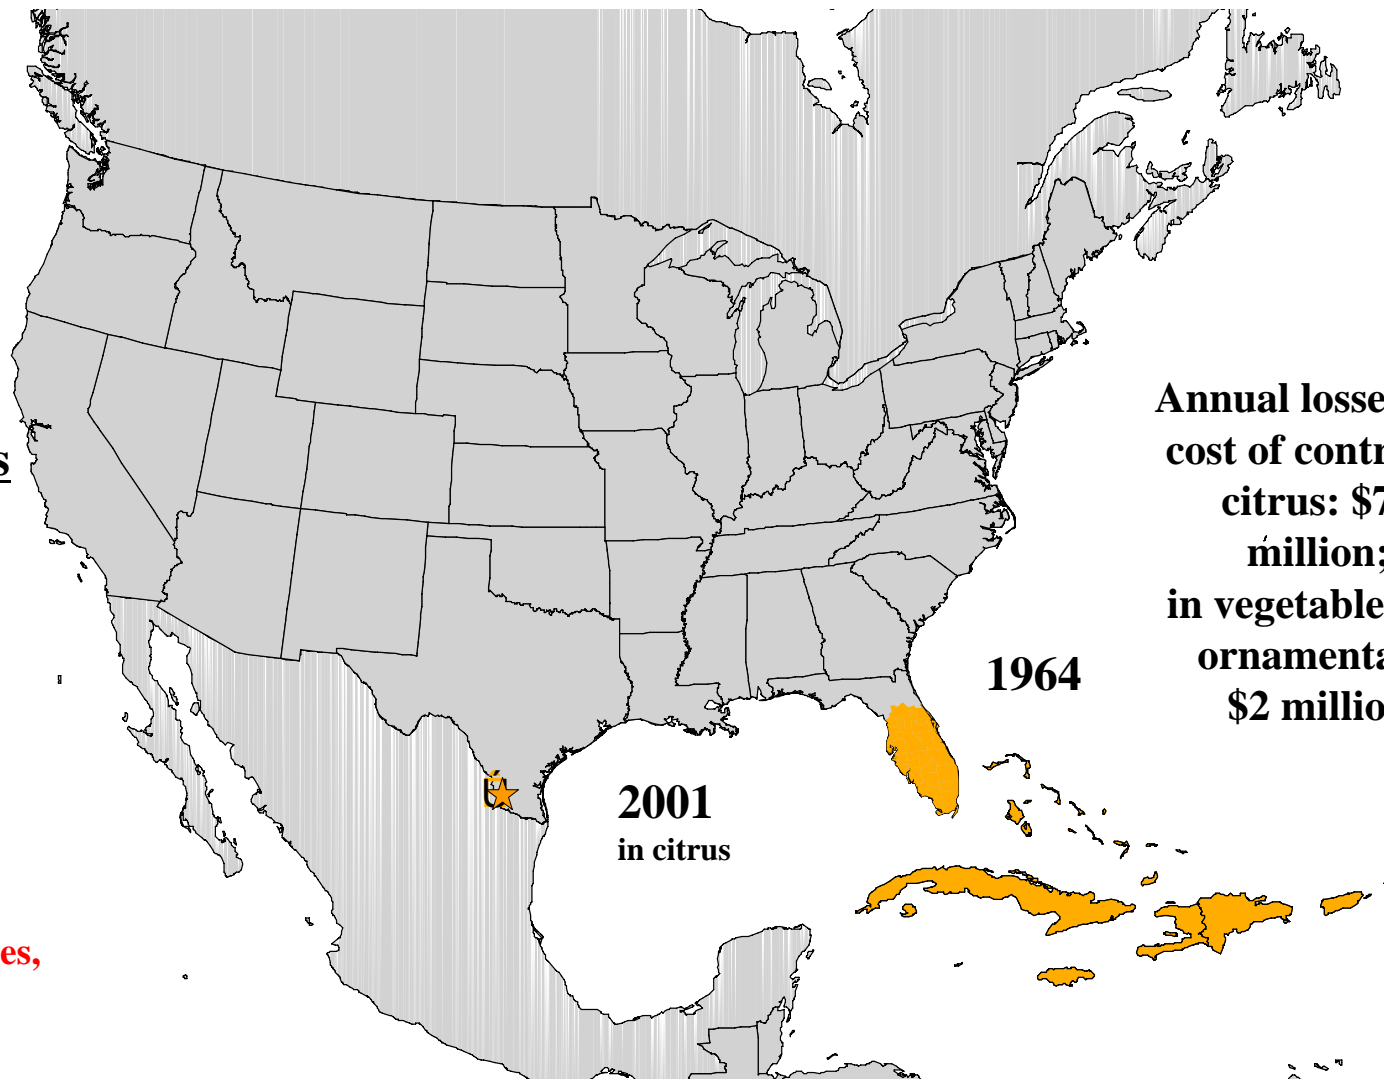 s
Annual losse
cost of contr
citrus: $7
million;
in vegetable
ornamenta
$2 millio
1964
2001
in citrus
es,